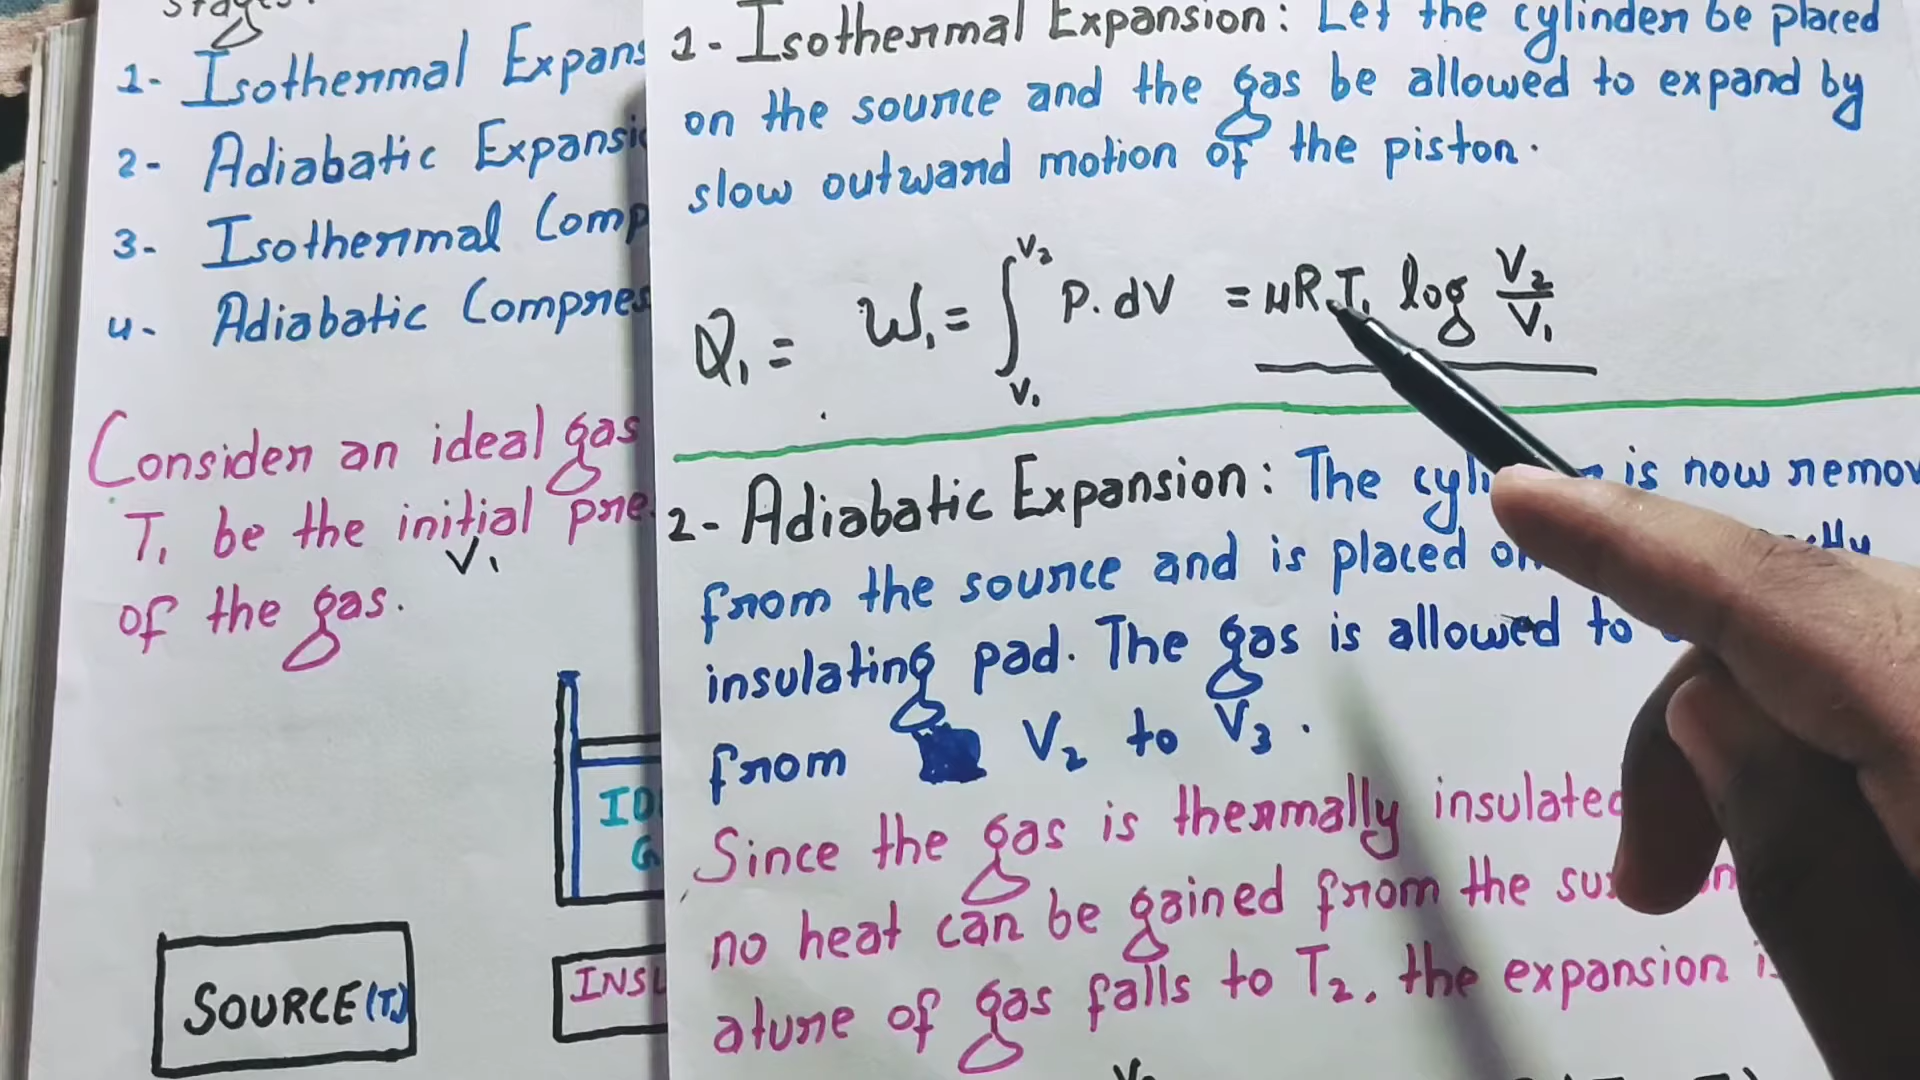 1- Isothermal Expans
2- Adiabatic Expansi
3- Isothermal Comp
4- Adiabatic Compres
Consider an ideal gas
T₁ be the initial pre
V₁
of the gas.
ID
G
SOURCE(T₁)
INSU
1- Isothermal Expansion: Let the cylinder be placed
on the source and the gas be allowed to expand by
slow outward motion of the piston.
Q₁ = W₁ = ∫_{V₁}^{V₂} P.dV = μRT₁ log V₂/V₁
2- Adiabatic Expansion: The is now remov
from the source and is placed
insulating pad. The gas is allowed to
from V₂ to V₃.
Since the gas is thermally insulated
no heat can be gained from the
ature of gas falls to T₂, the expansion